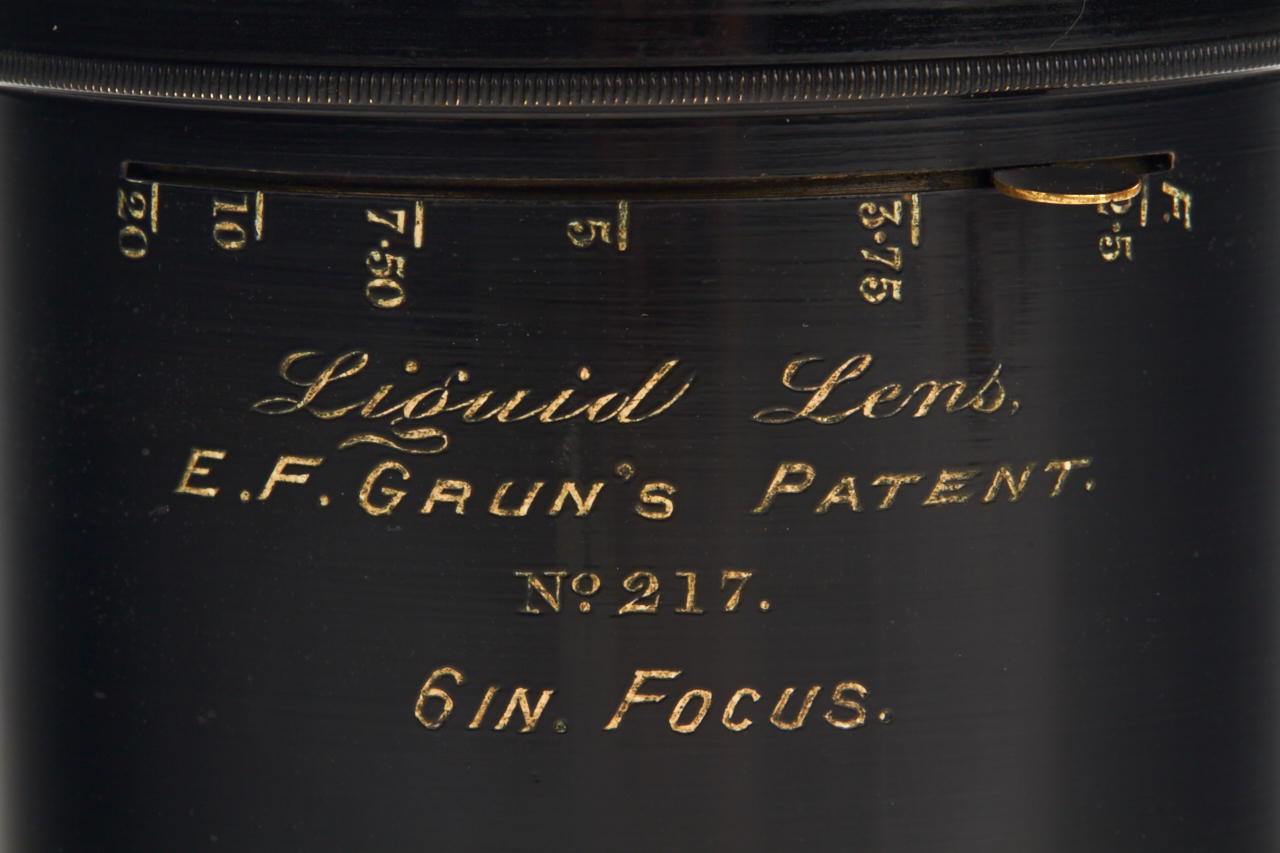 20 10 7·50 5 3·75 2·5 F.
Liquid Lens,
E.F. GRUN'S PATENT.
Nº 217.
6 IN. FOCUS.